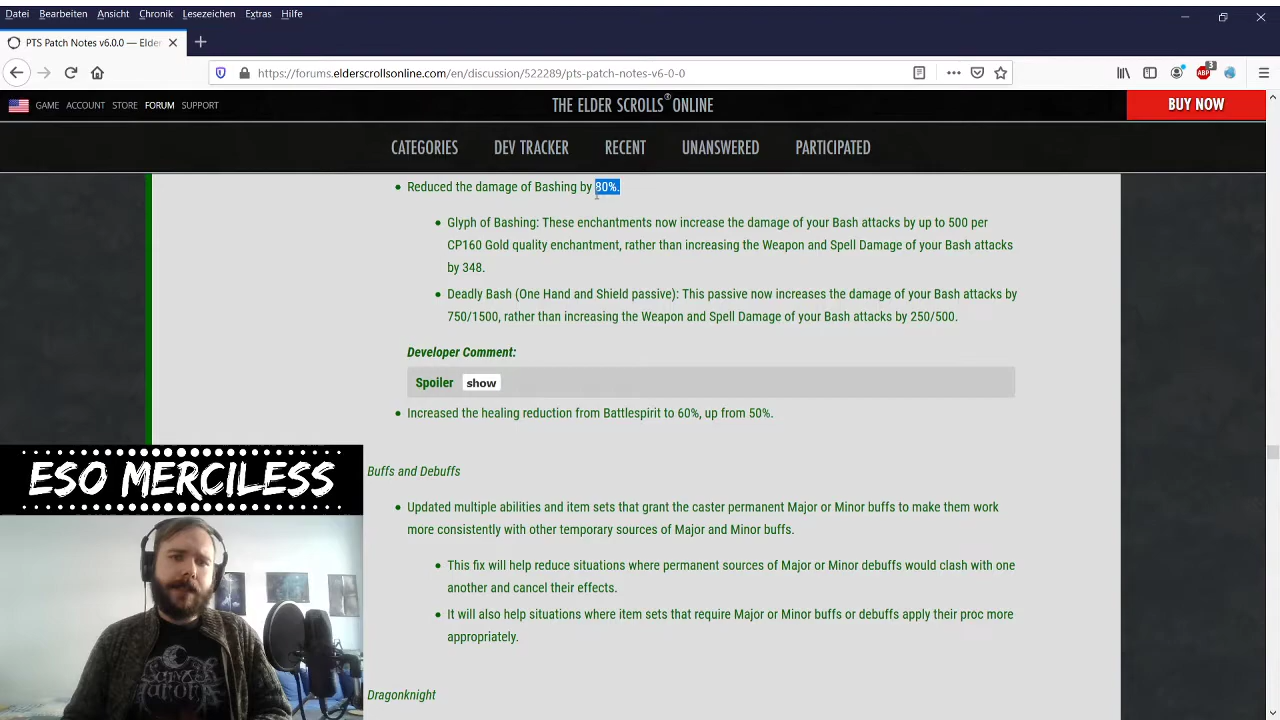 Datei Bearbeiten Ansicht Chronik Lesezeichen Extras Hilfe
PTS Patch Notes v6.0.0 — Elder
https://forums.elderscrollsonline.com/en/discussion/522289/pts-patch-notes-v6-0-0
ABP 3
GAME ACCOUNT STORE FORUM SUPPORT
THE ELDER SCROLLS® ONLINE
BUY NOW
CATEGORIES DEV TRACKER RECENT UNANSWERED PARTICIPATED
• Reduced the damage of Bashing by 80%.
• Glyph of Bashing: These enchantments now increase the damage of your Bash attacks by up to 500 per
CP160 Gold quality enchantment, rather than increasing the Weapon and Spell Damage of your Bash attacks
by 348.
• Deadly Bash (One Hand and Shield passive): This passive now increases the damage of your Bash attacks by
750/1500, rather than increasing the Weapon and Spell Damage of your Bash attacks by 250/500.
Developer Comment:
Spoiler show
• Increased the healing reduction from Battlespirit to 60%, up from 50%.
ESO MERCILESS
Buffs and Debuffs
• Updated multiple abilities and item sets that grant the caster permanent Major or Minor buffs to make them work
more consistently with other temporary sources of Major and Minor buffs.
• This fix will help reduce situations where permanent sources of Major or Minor debuffs would clash with one
another and cancel their effects.
• It will also help situations where item sets that require Major or Minor buffs or debuffs apply their proc more
appropriately.
Dragonknight